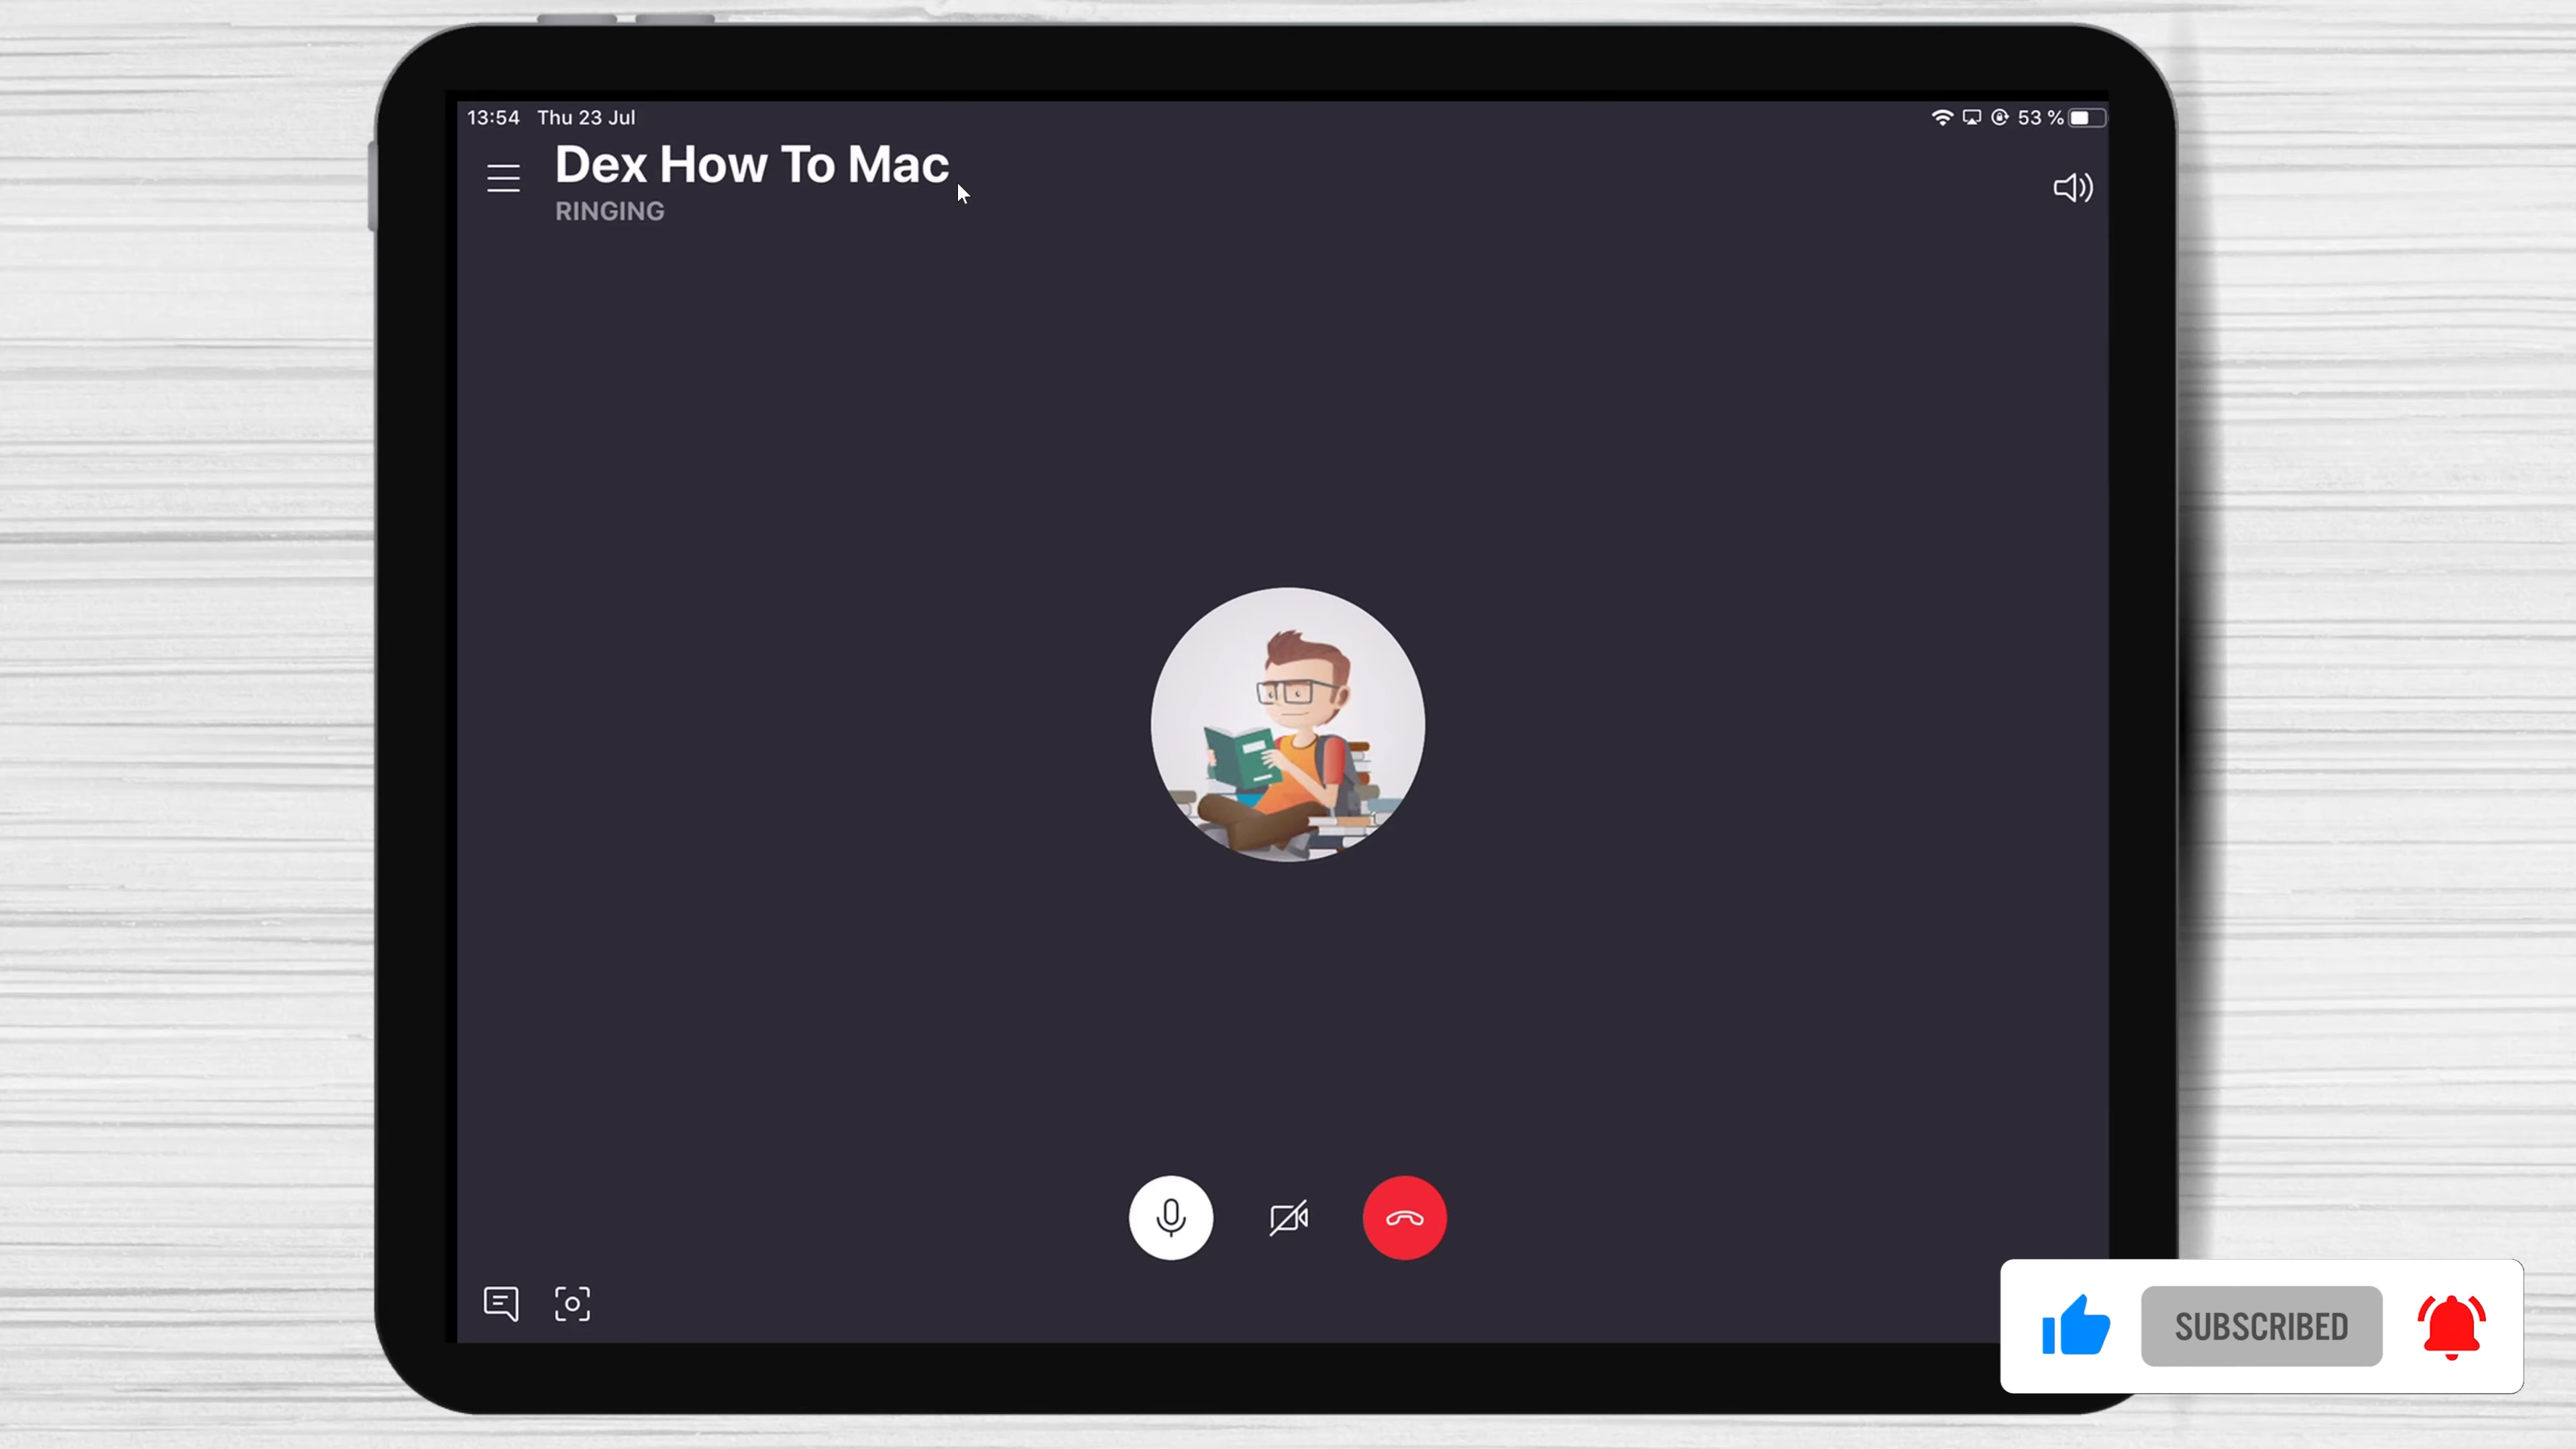 13:54 Thu 23 Jul
53 %
Dex How To Mac
RINGING
SUBSCRIBED